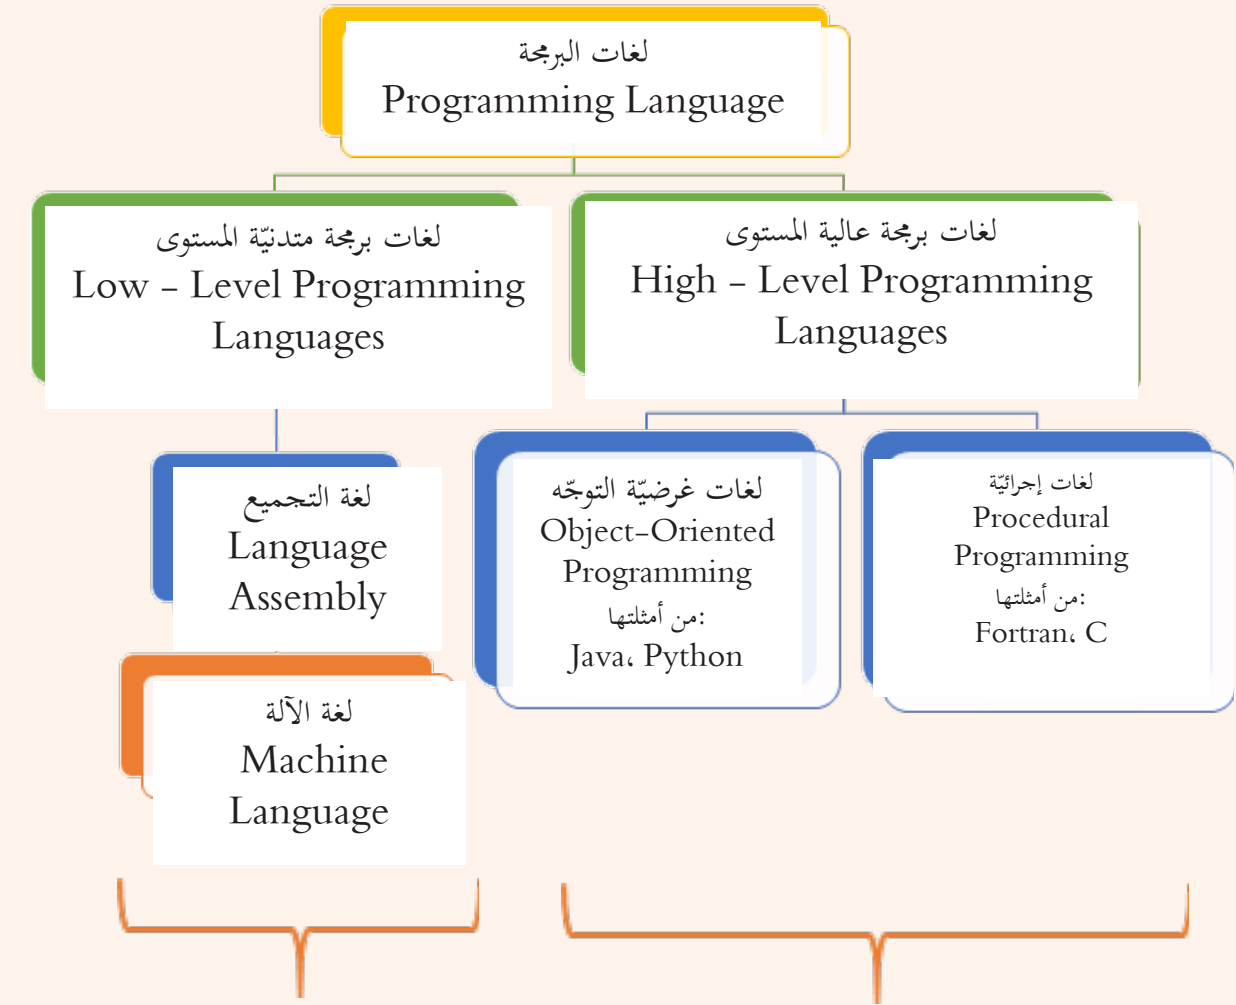 لغات البرمجة
Programming Language
لغات برمجة متدنيّة المستوى
Low – Level Programming
Languages
لغات برمجة عالية المستوى
High – Level Programming
Languages
لغة التجميع
Language
Assembly
لغات غرضيّة التوجّه
Object-Oriented
Programming
من أمثلتها:
Java، Python
لغات إجرائيّة
Procedural
Programming
من أمثلتها:
Fortran، C
لغة الآلة
Machine
Language